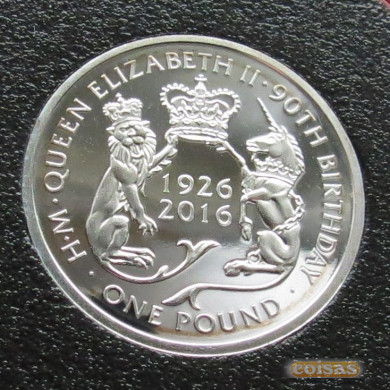 H·M·QUEEN ELIZABETH II·90TH BIRTHDAY
1926
2016
·ONE POUND·
coisas